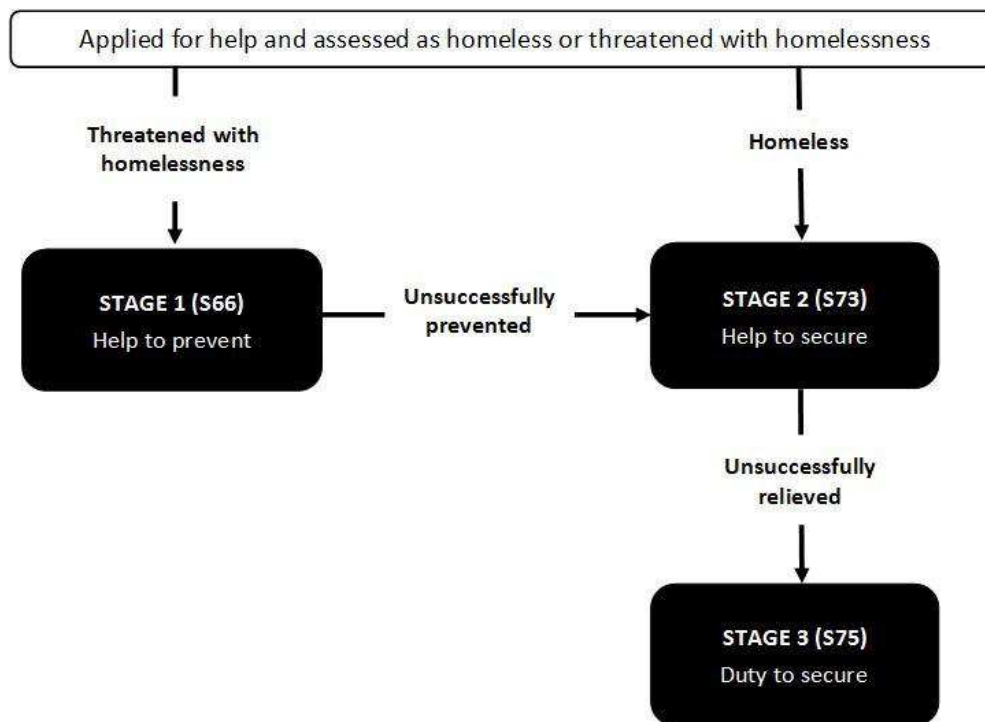 Applied for help and assessed as homeless or threatened with homelessness
Threatened with
homelessness
Homeless
STAGE 1 (S66)
Help to prevent
Unsuccessfully
prevented
STAGE 2 (S73)
Help to secure
Unsuccessfully
relieved
STAGE 3 (S75)
Duty to secure